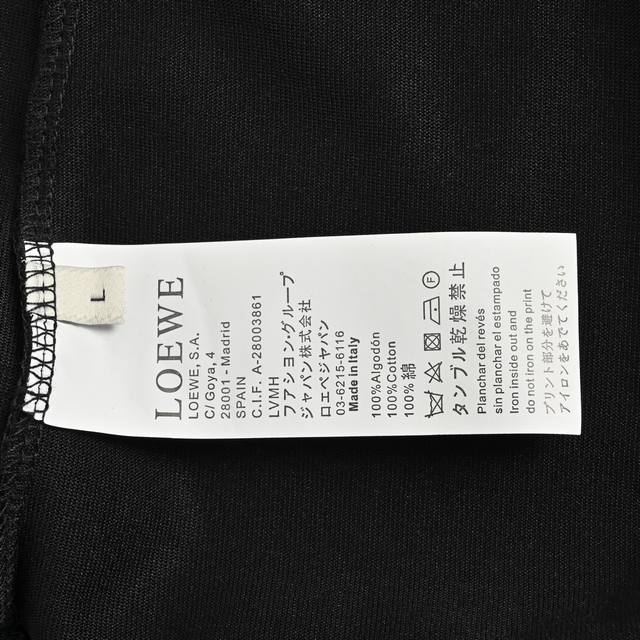 L
LOEWE
LOEWE, S.A.
C/Goya, 4
28001 - Madrid
SPAIN
C.I.F. A-28003861
LVMH
ファション・グループ
ジャパン株式会社
ロエベジャパン
03-6215-6116
Made in Italy
100%Algodón
100%Cotton
100%綿
F
タンブル乾燥禁止
Planchar del revés
sin planchar el estampado
Iron inside out and
do not iron on the print
プリント部分を避けて
アイロンをあててください